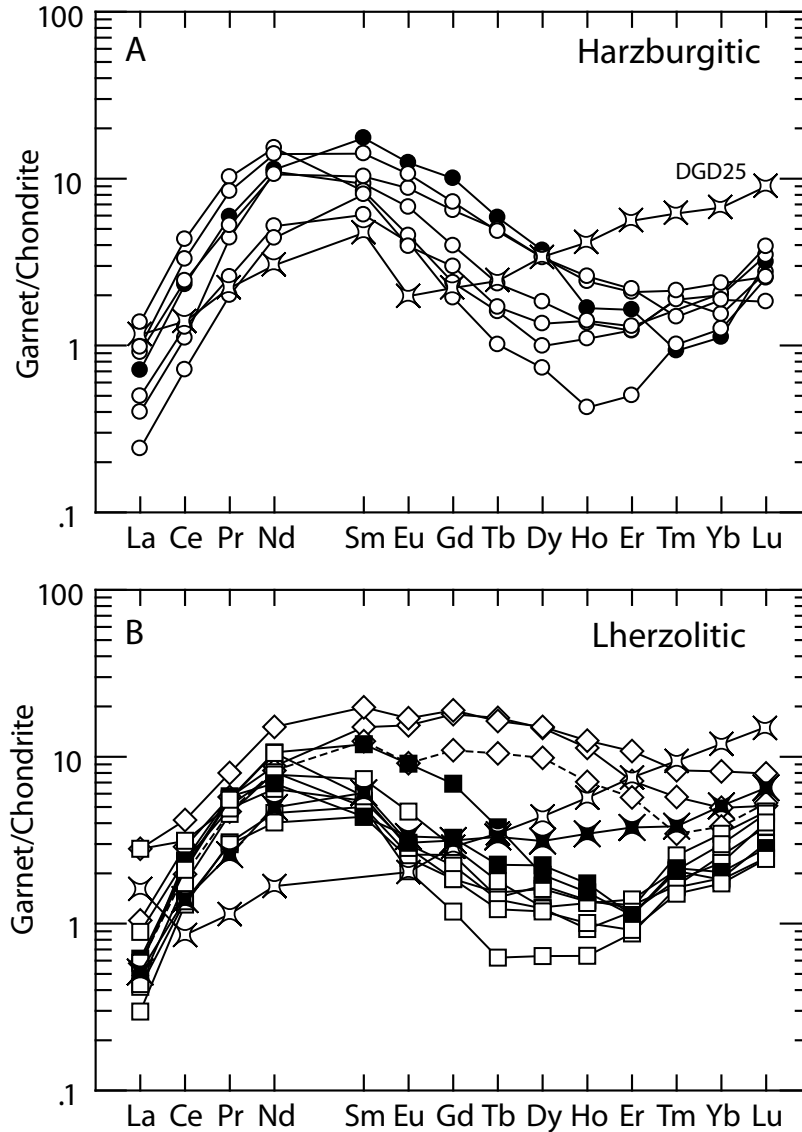 100
A
Harzburgitic
10
DGD25
Garnet/Chondrite
1
.1
La Ce Pr Nd Sm Eu Gd Tb Dy Ho Er Tm Yb Lu
100
B
Lherzolitic
10
Garnet/Chondrite
1
.1
La Ce Pr Nd Sm Eu Gd Tb Dy Ho Er Tm Yb Lu